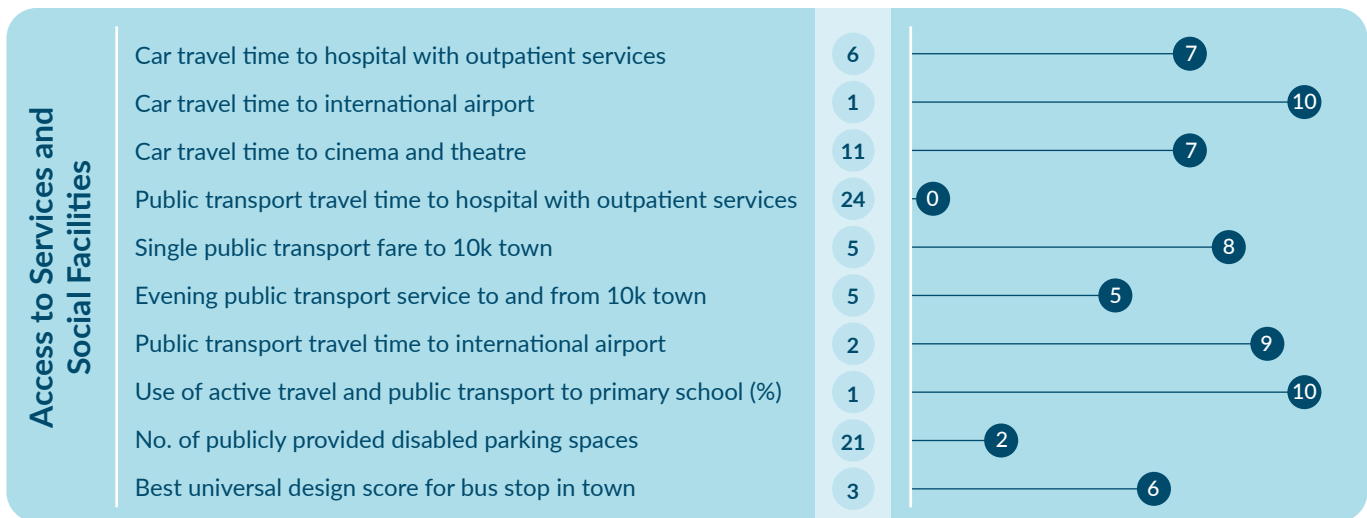 Access to Services and
Social Facilities
Car travel time to hospital with outpatient services 6 7
Car travel time to international airport 1 10
Car travel time to cinema and theatre 11 7
Public transport travel time to hospital with outpatient services 24 0
Single public transport fare to 10k town 5 8
Evening public transport service to and from 10k town 5 5
Public transport travel time to international airport 2 9
Use of active travel and public transport to primary school (%) 1 10
No. of publicly provided disabled parking spaces 21 2
Best universal design score for bus stop in town 3 6